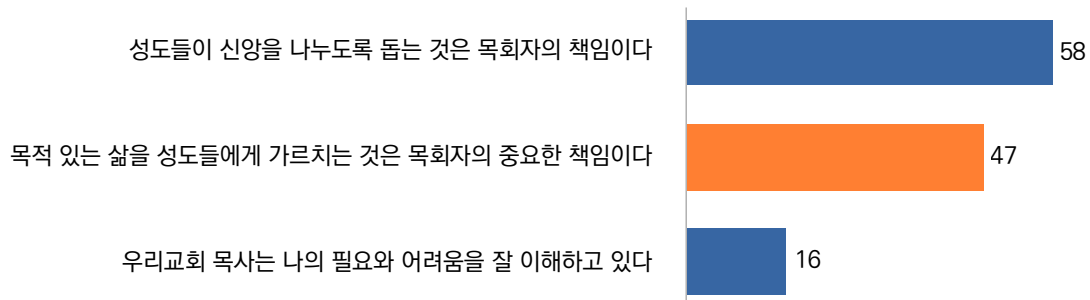 성도들이 신앙을 나누도록 돕는 것은 목회자의 책임이다 58
목적 있는 삶을 성도들에게 가르치는 것은 목회자의 중요한 책임이다 47
우리교회 목사는 나의 필요와 어려움을 잘 이해하고 있다 16